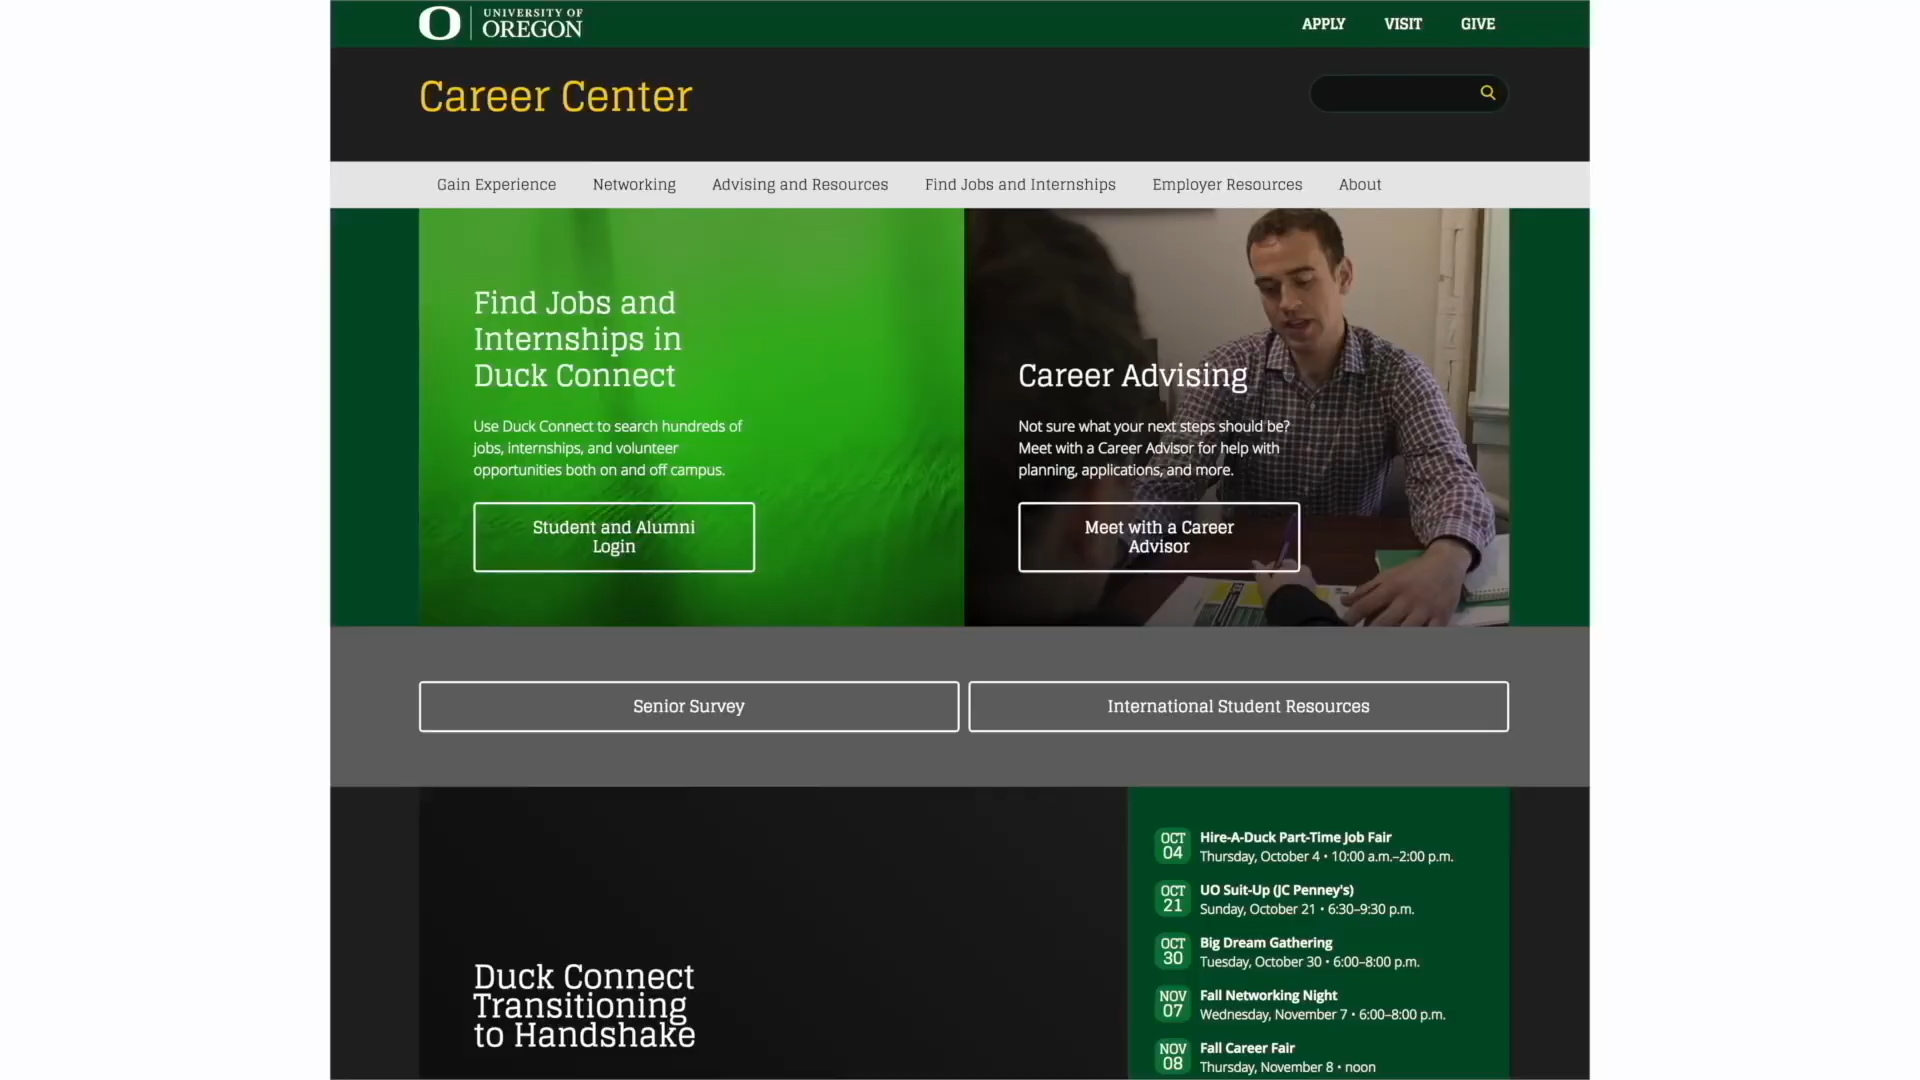 UNIVERSITY OF
OREGON
APPLY VISIT GIVE
Career Center
Gain Experience Networking Advising and Resources Find Jobs and Internships Employer Resources About
Find Jobs and
Internships in
Duck Connect
Use Duck Connect to search hundreds of
jobs, internships, and volunteer
opportunities both on and off campus.
Student and Alumni
Login
Career Advising
Not sure what your next steps should be?
Meet with a Career Advisor for help with
planning, applications, and more.
Meet with a Career
Advisor
Senior Survey
International Student Resources
Duck Connect
Transitioning
to Handshake
OCT
04
Hire-A-Duck Part-Time Job Fair
Thursday, October 4 • 10:00 a.m.–2:00 p.m.
OCT
21
UO Suit-Up (JC Penney's)
Sunday, October 21 • 6:30–9:30 p.m.
OCT
30
Big Dream Gathering
Tuesday, October 30 • 6:00–8:00 p.m.
NOV
07
Fall Networking Night
Wednesday, November 7 • 6:00–8:00 p.m.
NOV
08
Fall Career Fair
Thursday, November 8 • noon